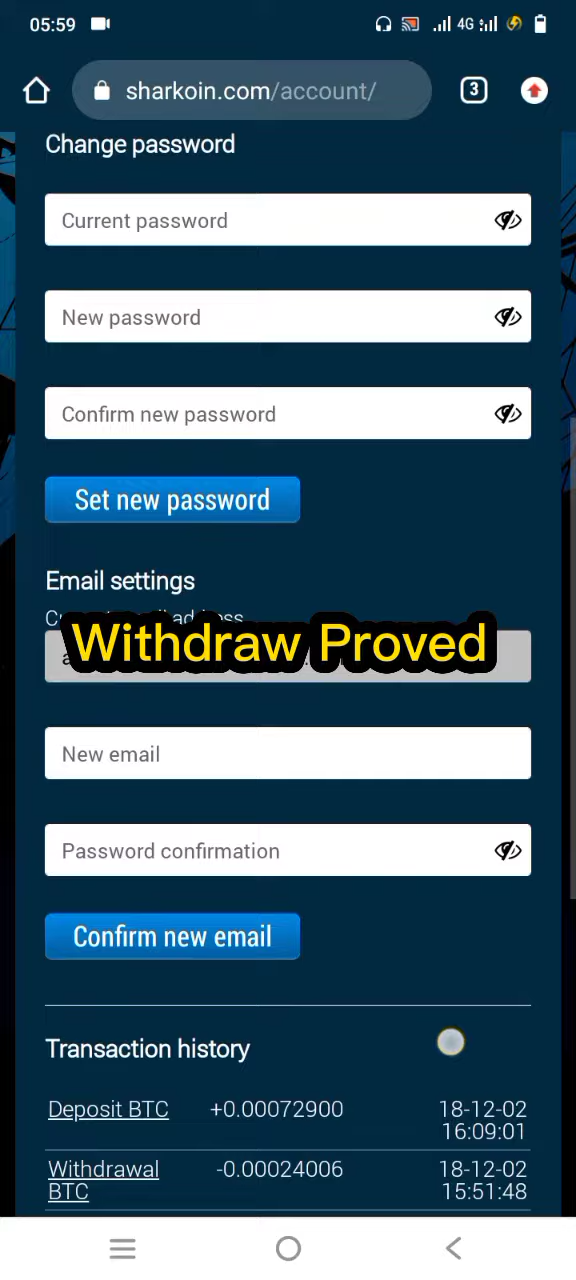 05:59
4G
sharkoin.com/account/
3
Change password
Current password
New password
Confirm new password
Set new password
Email settings
Withdraw Proved
New email
Password confirmation
Confirm new email
Transaction history
Deposit BTC +0.00072900 18-12-02
16:09:01
Withdrawal -0.00024006 18-12-02
BTC 15:51:48